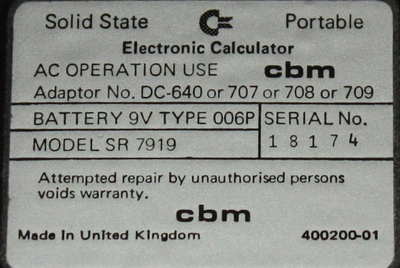 Solid State Portable
Electronic Calculator
AC OPERATION USE cbm
Adaptor No. DC-640 or 707 or 708 or 709
BATTERY 9V TYPE 006P SERIAL No.
MODEL SR 7919 18174
Attempted repair by unauthorised persons
voids warranty.
cbm
Made In United Kingdom 400200-01